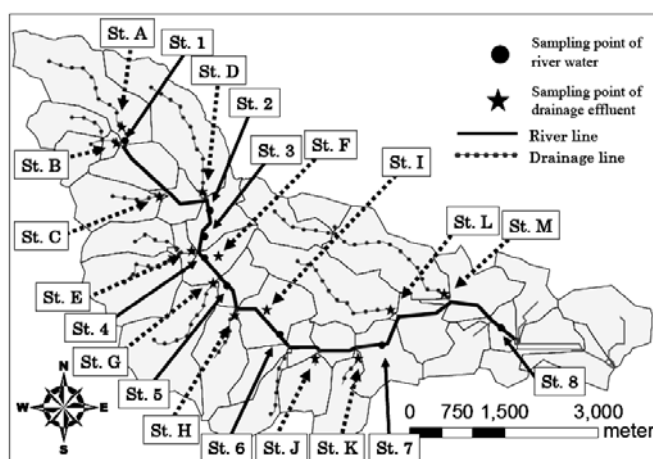 St. A
St. 1
St. D
St. 2
St. 3
St. F
St. I
St. B
St. C
St. L
St. M
St. E
St. 4
St. G
St. 5
St. H
St. 6
St. J
St. K
St. 7
St. 8
Sampling point of
river water
Sampling point of
drainage effluent
River line
Drainage line
N
W E
S
0 750 1,500 3,000
meter